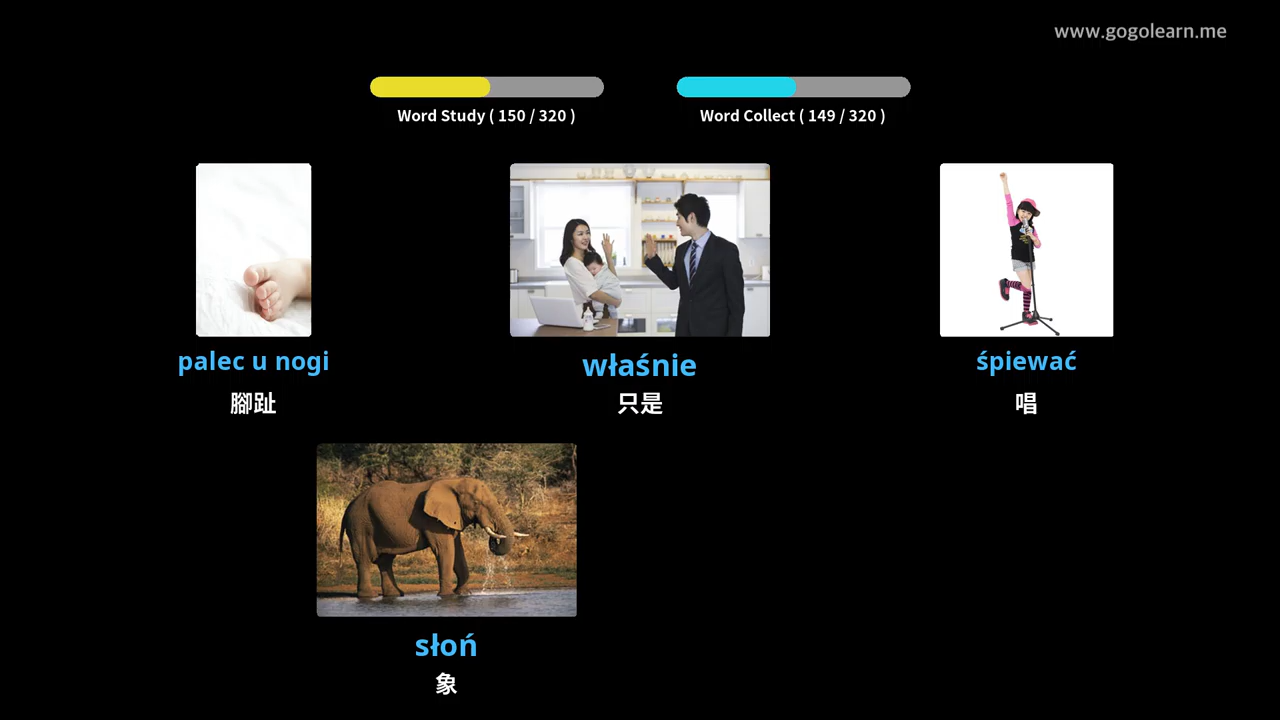 www.gogolearn.me
Word Study ( 150 / 320 )
Word Collect ( 149 / 320 )
palec u nogi
腳趾
właśnie
只是
śpiewać
唱
słoń
象